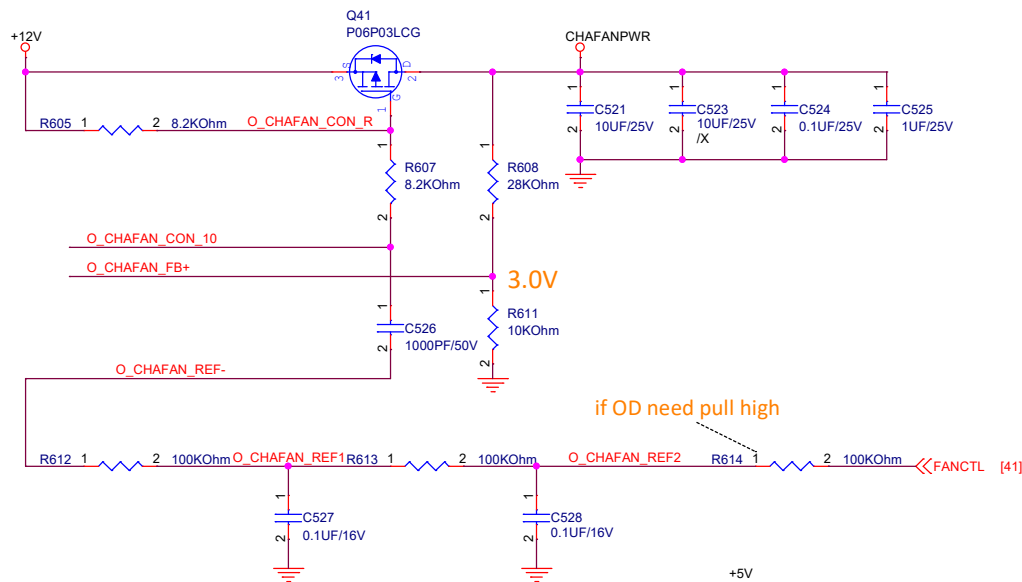 Q41
P06P03LCG
+12V
CHAFANPWR
3
S
D
2
G
1
1
C521
10UF/25V
2
1
C523
10UF/25V
/X
2
1
C524
0.1UF/25V
2
1
C525
1UF/25V
2
R605
1
2
8.2KOhm
O_CHAFAN_CON_R
1
R607
8.2KOhm
2
1
R608
28KOhm
2
O_CHAFAN_CON_10
O_CHAFAN_FB+
3.0V
1
C526
1000PF/50V
2
1
R611
10KOhm
2
O_CHAFAN_REF-
if OD need pull high
R612
1
2
100KOhm
O_CHAFAN_REF1
R613
1
2
100KOhm
O_CHAFAN_REF2
R614
1
2
100KOhm
FANCTL
[41]
1
C527
0.1UF/16V
2
1
C528
0.1UF/16V
2
+5V